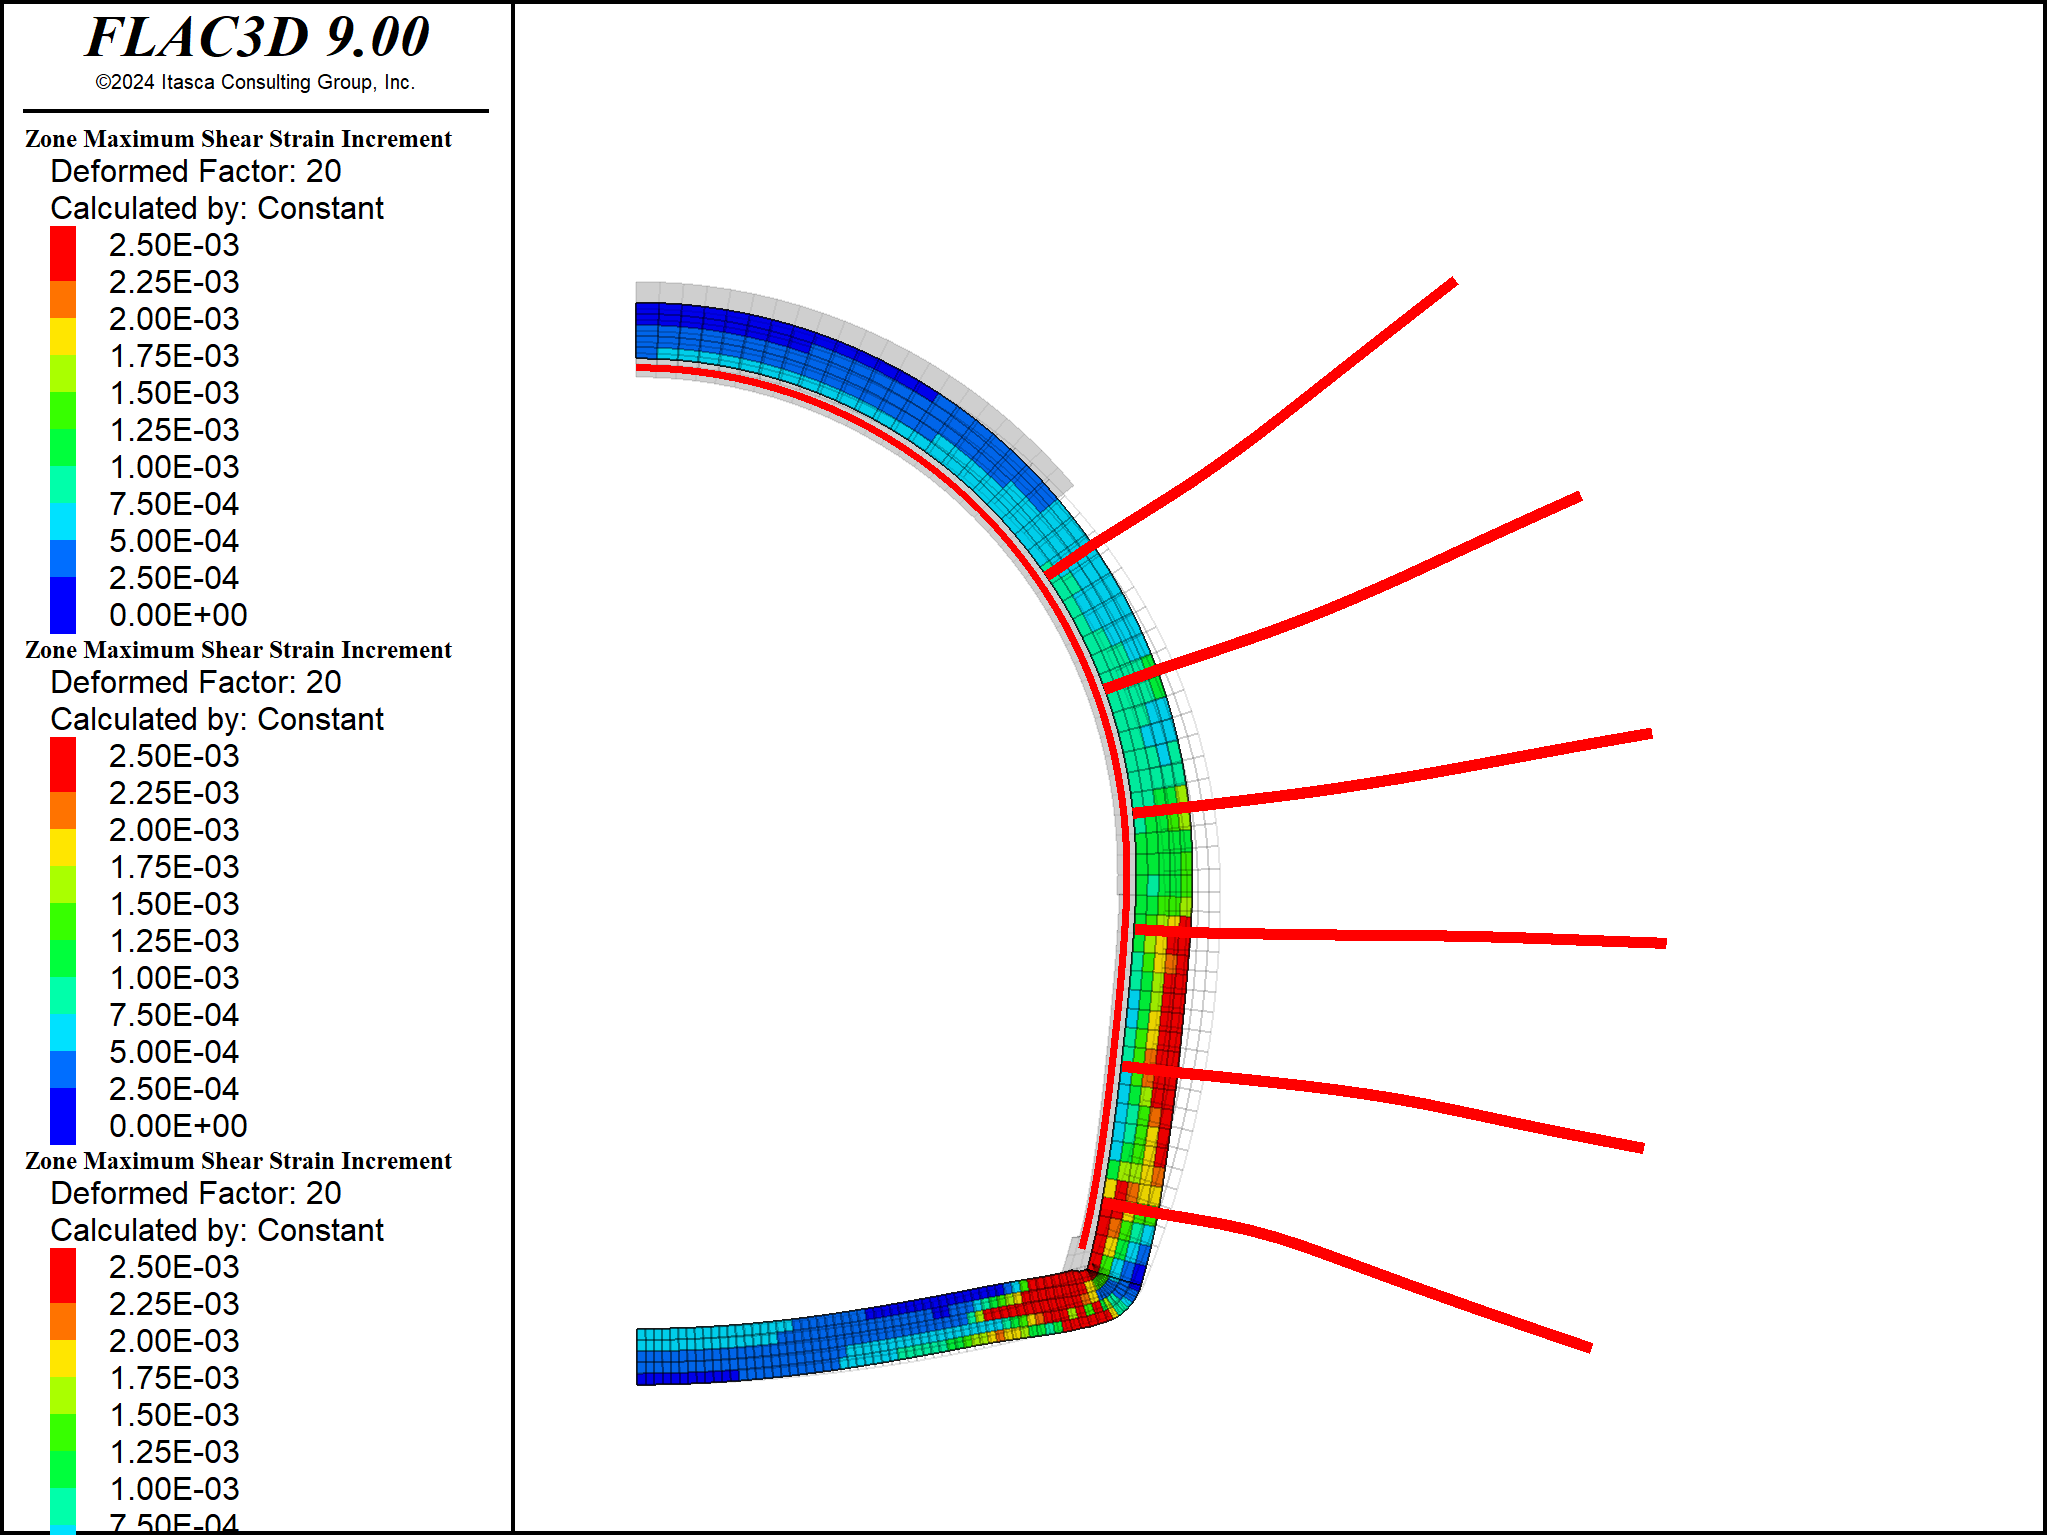 FLAC3D 9.00
©2024 Itasca Consulting Group, Inc.
Zone Maximum Shear Strain Increment
Deformed Factor: 20
Calculated by: Constant
2.50E-03
2.25E-03
2.00E-03
1.75E-03
1.50E-03
1.25E-03
1.00E-03
7.50E-04
5.00E-04
2.50E-04
0.00E+00
Zone Maximum Shear Strain Increment
Deformed Factor: 20
Calculated by: Constant
2.50E-03
2.25E-03
2.00E-03
1.75E-03
1.50E-03
1.25E-03
1.00E-03
7.50E-04
5.00E-04
2.50E-04
0.00E+00
Zone Maximum Shear Strain Increment
Deformed Factor: 20
Calculated by: Constant
2.50E-03
2.25E-03
2.00E-03
1.75E-03
1.50E-03
1.25E-03
1.00E-03
7.50E-04